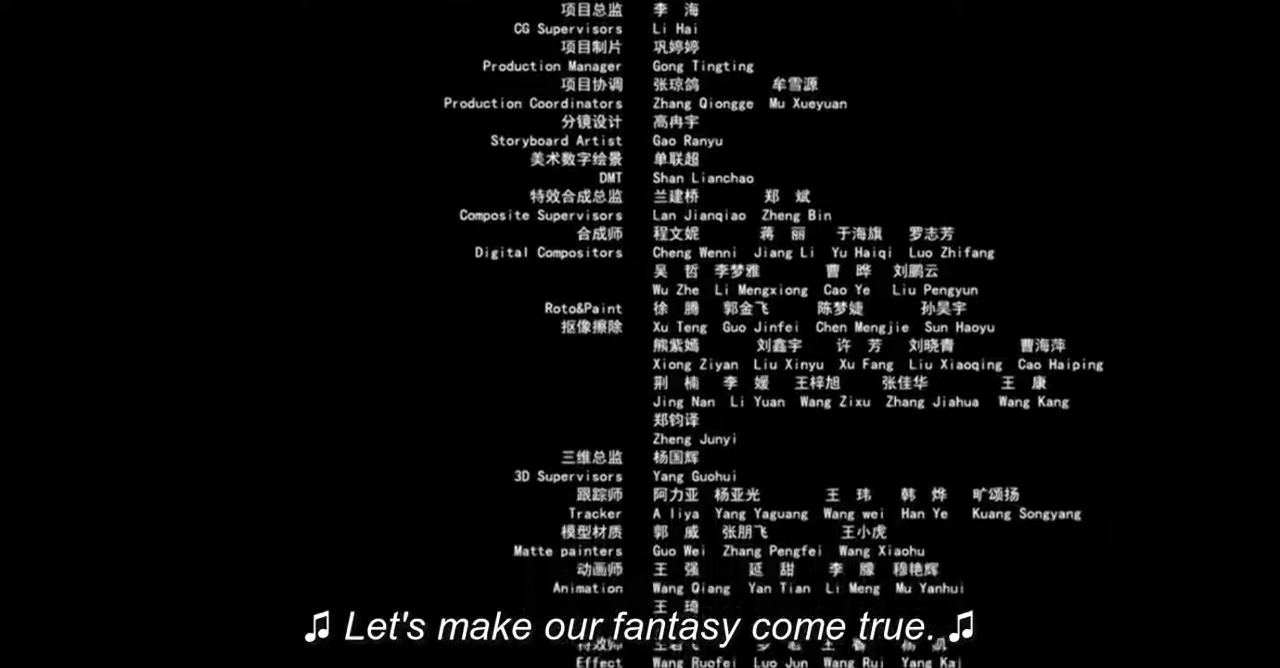 项目总监 李 海
CG Supervisors Li Hai
项目制片 巩婷婷
Production Manager Gong Tingting
项目协调 张琼鸽 牟雪源
Production Coordinators Zhang Qiongge Mu Xueyuan
分镜设计 高冉宇
Storyboard Artist Gao Ranyu
美术数字绘景 单联超
DMT Shan Lianchao
特效合成总监 兰建桥 郑 斌
Composite Supervisors Lan Jianqiao Zheng Bin
合成师 程文妮 蒋 丽 于海旗 罗志芳
Digital Compositors Cheng Wenni Jiang Li Yu Haiqi Luo Zhifang
吴 哲 李梦雅 曹 晔 刘鹏云
Wu Zhe Li Mengxiong Cao Ye Liu Pengyun
Roto&Paint 徐 腾 郭金飞 陈梦婕 孙昊宇
抠像擦除 Xu Teng Guo Jinfei Chen Mengjie Sun Haoyu
熊紫嫣 刘鑫宇 许 芳 刘晓青 曹海萍
Xiong Ziyan Liu Xinyu Xu Fang Liu Xiaoqing Cao Haiping
荆 楠 李 媛 王梓旭 张佳华 王 康
Jing Nan Li Yuan Wang Zixu Zhang Jiahua Wang Kang
郑钧译
Zheng Junyi
三维总监 杨国辉
3D Supervisors Yang Guohui
跟踪师 阿力亚 杨亚光 王 玮 韩 烨 旷颂扬
Tracker A liya Yang Yaguang Wang wei Han Ye Kuang Songyang
模型材质 郭 威 张朋飞 王小虎
Matte painters Guo Wei Zhang Pengfei Wang Xiaohu
动画师 王 强 延 甜 李 朦 穆艳辉
Animation Wang Qiang Yan Tian Li Meng Mu Yanhui
王 琦
♫ Let's make our fantasy come true. ♫
特效师
Effect Wang Ruofei Luo Jun Wang Rui Yang Kai